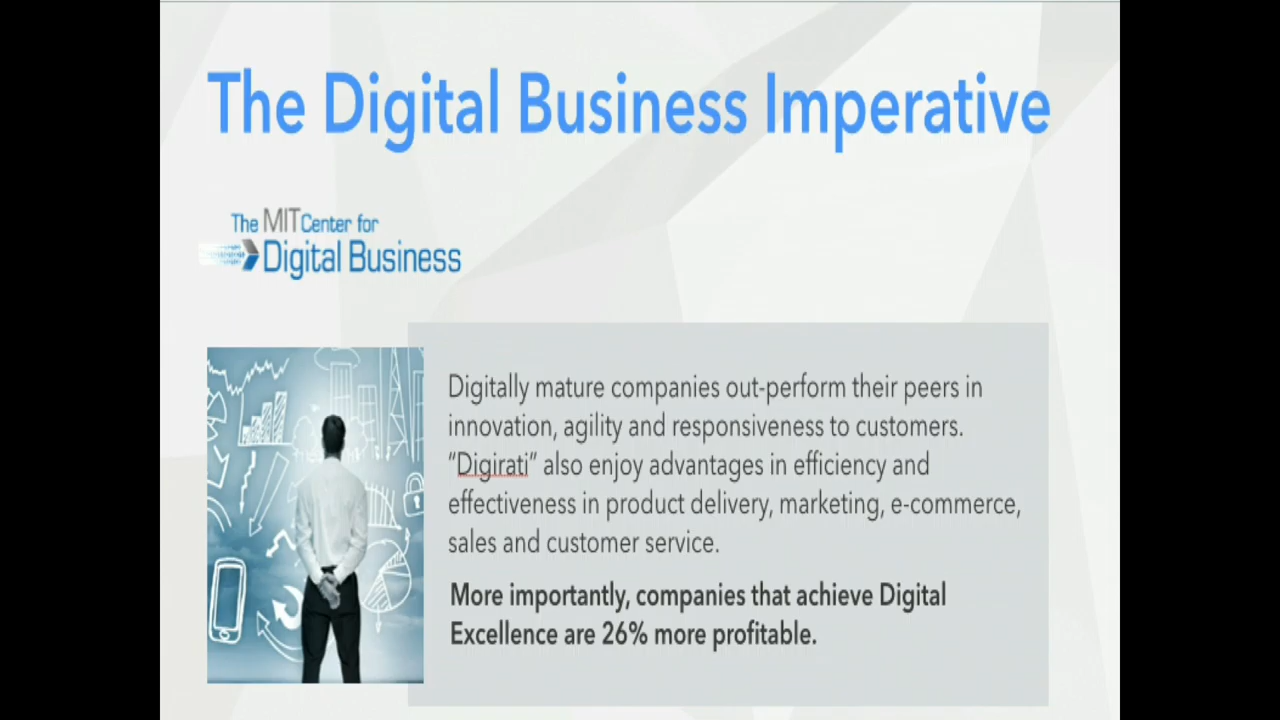 The Digital Business Imperative
The MIT Center for
Digital Business
Digitally mature companies out-perform their peers in
innovation, agility and responsiveness to customers.
“Digirati” also enjoy advantages in efficiency and
effectiveness in product delivery, marketing, e-commerce,
sales and customer service.
More importantly, companies that achieve Digital
Excellence are 26% more profitable.